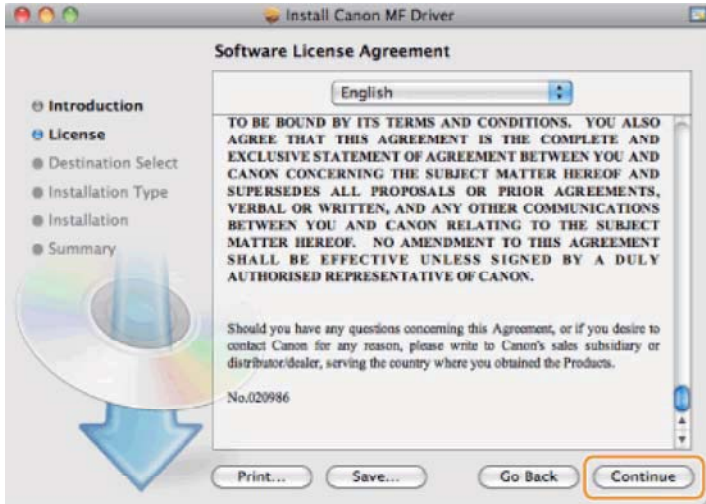 Install Canon MF Driver
Software License Agreement
Introduction
License
Destination Select
Installation Type
Installation
Summary
English
TO BE BOUND BY ITS TERMS AND CONDITIONS. YOU ALSO
AGREE THAT THIS AGREEMENT IS THE COMPLETE AND
EXCLUSIVE STATEMENT OF AGREEMENT BETWEEN YOU AND
CANON CONCERNING THE SUBJECT MATTER HEREOF AND
SUPERSEDES ALL PROPOSALS OR PRIOR AGREEMENTS,
VERBAL OR WRITTEN, AND ANY OTHER COMMUNICATIONS
BETWEEN YOU AND CANON RELATING TO THE SUBJECT
MATTER HEREOF. NO AMENDMENT TO THIS AGREEMENT
SHALL BE EFFECTIVE UNLESS SIGNED BY A DULY
AUTHORISED REPRESENTATIVE OF CANON.
Should you have any questions concerning this Agreement, or if you desire to
contact Canon for any reason, please write to Canon's sales subsidiary or
distributor/dealer, serving the country where you obtained the Products.
No.020986
Print...
Save...
Go Back
Continue